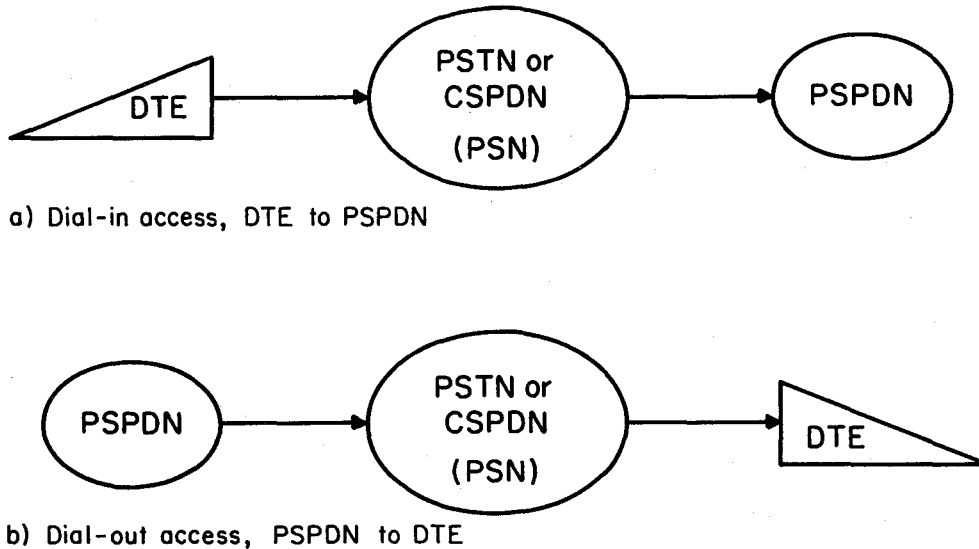 DTE
PSTN or
CSPDN
(PSN)
PSPDN
a) Dial-in access, DTE to PSPDN
PSPDN
PSTN or
CSPDN
(PSN)
DTE
b) Dial-out access, PSPDN to DTE